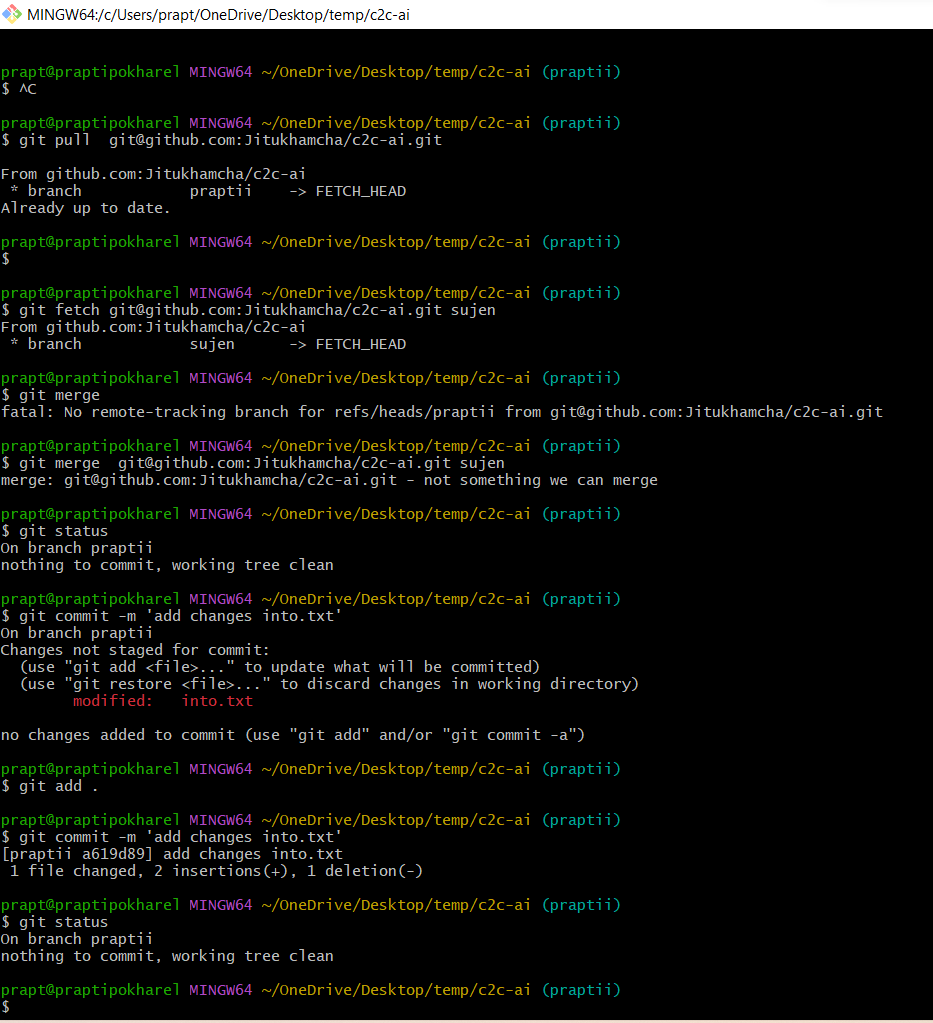 MINGW64:/c/Users/prapt/OneDrive/Desktop/temp/c2c-ai
prapt@praptipokharel MINGW64 ~/OneDrive/Desktop/temp/c2c-ai (praptii)
$ ^C
prapt@praptipokharel MINGW64 ~/OneDrive/Desktop/temp/c2c-ai (praptii)
$ git pull  git@github.com:Jitukhamcha/c2c-ai.git
From github.com:Jitukhamcha/c2c-ai
 * branch            praptii    -> FETCH_HEAD
Already up to date.
prapt@praptipokharel MINGW64 ~/OneDrive/Desktop/temp/c2c-ai (praptii)
$
prapt@praptipokharel MINGW64 ~/OneDrive/Desktop/temp/c2c-ai (praptii)
$ git fetch git@github.com:Jitukhamcha/c2c-ai.git sujen
From github.com:Jitukhamcha/c2c-ai
 * branch            sujen      -> FETCH_HEAD
prapt@praptipokharel MINGW64 ~/OneDrive/Desktop/temp/c2c-ai (praptii)
$ git merge
fatal: No remote-tracking branch for refs/heads/praptii from git@github.com:Jitukhamcha/c2c-ai.git
prapt@praptipokharel MINGW64 ~/OneDrive/Desktop/temp/c2c-ai (praptii)
$ git merge  git@github.com:Jitukhamcha/c2c-ai.git sujen
merge: git@github.com:Jitukhamcha/c2c-ai.git - not something we can merge
prapt@praptipokharel MINGW64 ~/OneDrive/Desktop/temp/c2c-ai (praptii)
$ git status
On branch praptii
nothing to commit, working tree clean
prapt@praptipokharel MINGW64 ~/OneDrive/Desktop/temp/c2c-ai (praptii)
$ git commit -m 'add changes into.txt'
On branch praptii
Changes not staged for commit:
  (use "git add <file>..." to update what will be committed)
  (use "git restore <file>..." to discard changes in working directory)
        modified:   into.txt
no changes added to commit (use "git add" and/or "git commit -a")
prapt@praptipokharel MINGW64 ~/OneDrive/Desktop/temp/c2c-ai (praptii)
$ git add .
prapt@praptipokharel MINGW64 ~/OneDrive/Desktop/temp/c2c-ai (praptii)
$ git commit -m 'add changes into.txt'
[praptii a619d89] add changes into.txt
 1 file changed, 2 insertions(+), 1 deletion(-)
prapt@praptipokharel MINGW64 ~/OneDrive/Desktop/temp/c2c-ai (praptii)
$ git status
On branch praptii
nothing to commit, working tree clean
prapt@praptipokharel MINGW64 ~/OneDrive/Desktop/temp/c2c-ai (praptii)
$